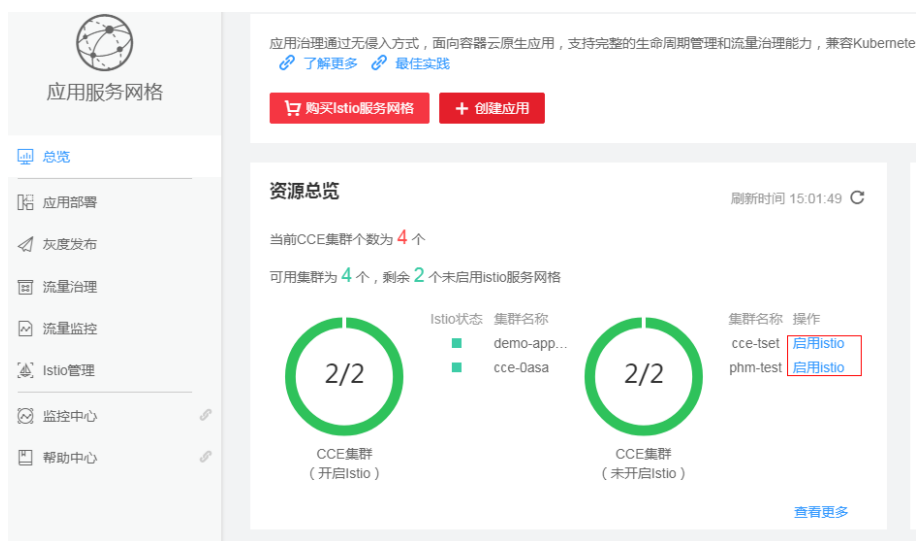 应用服务网格
总览
应用部署
灰度发布
流量治理
流量监控
Istio管理
监控中心
帮助中心
应用治理通过无侵入方式，面向容器云原生应用，支持完整的生命周期管理和流量治理能力，兼容Kubernete
了解更多 最佳实践
购买Istio服务网格 创建应用
资源总览
刷新时间 15:01:49
当前CCE集群个数为 4 个
可用集群为 4 个，剩余 2 个未启用istio服务网格
Istio状态 集群名称
demo-app...
cce-0asa
2/2
CCE集群
（开启Istio）
集群名称 操作
cce-tset 启用istio
phm-test 启用istio
2/2
CCE集群
（未开启Istio）
查看更多